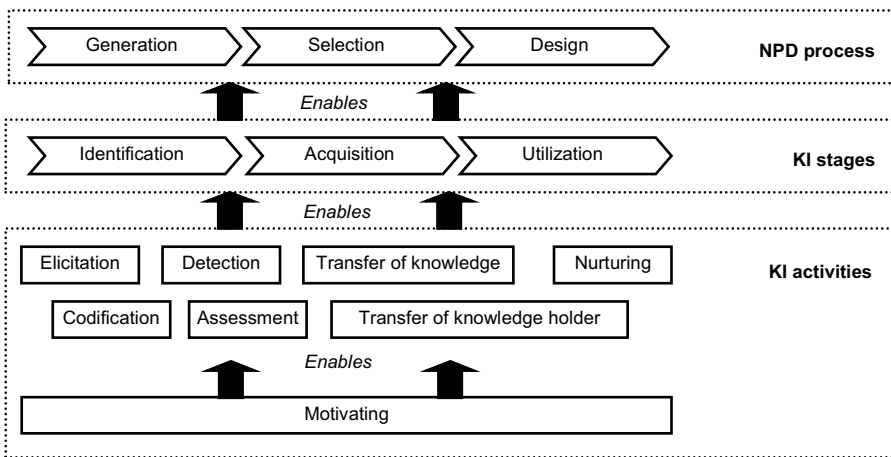 Generation Selection Design
NPD process
Enables
Identification Acquisition Utilization
KI stages
Enables
Elicitation Detection Transfer of knowledge Nurturing
KI activities
Codification Assessment Transfer of knowledge holder
Enables
Motivating